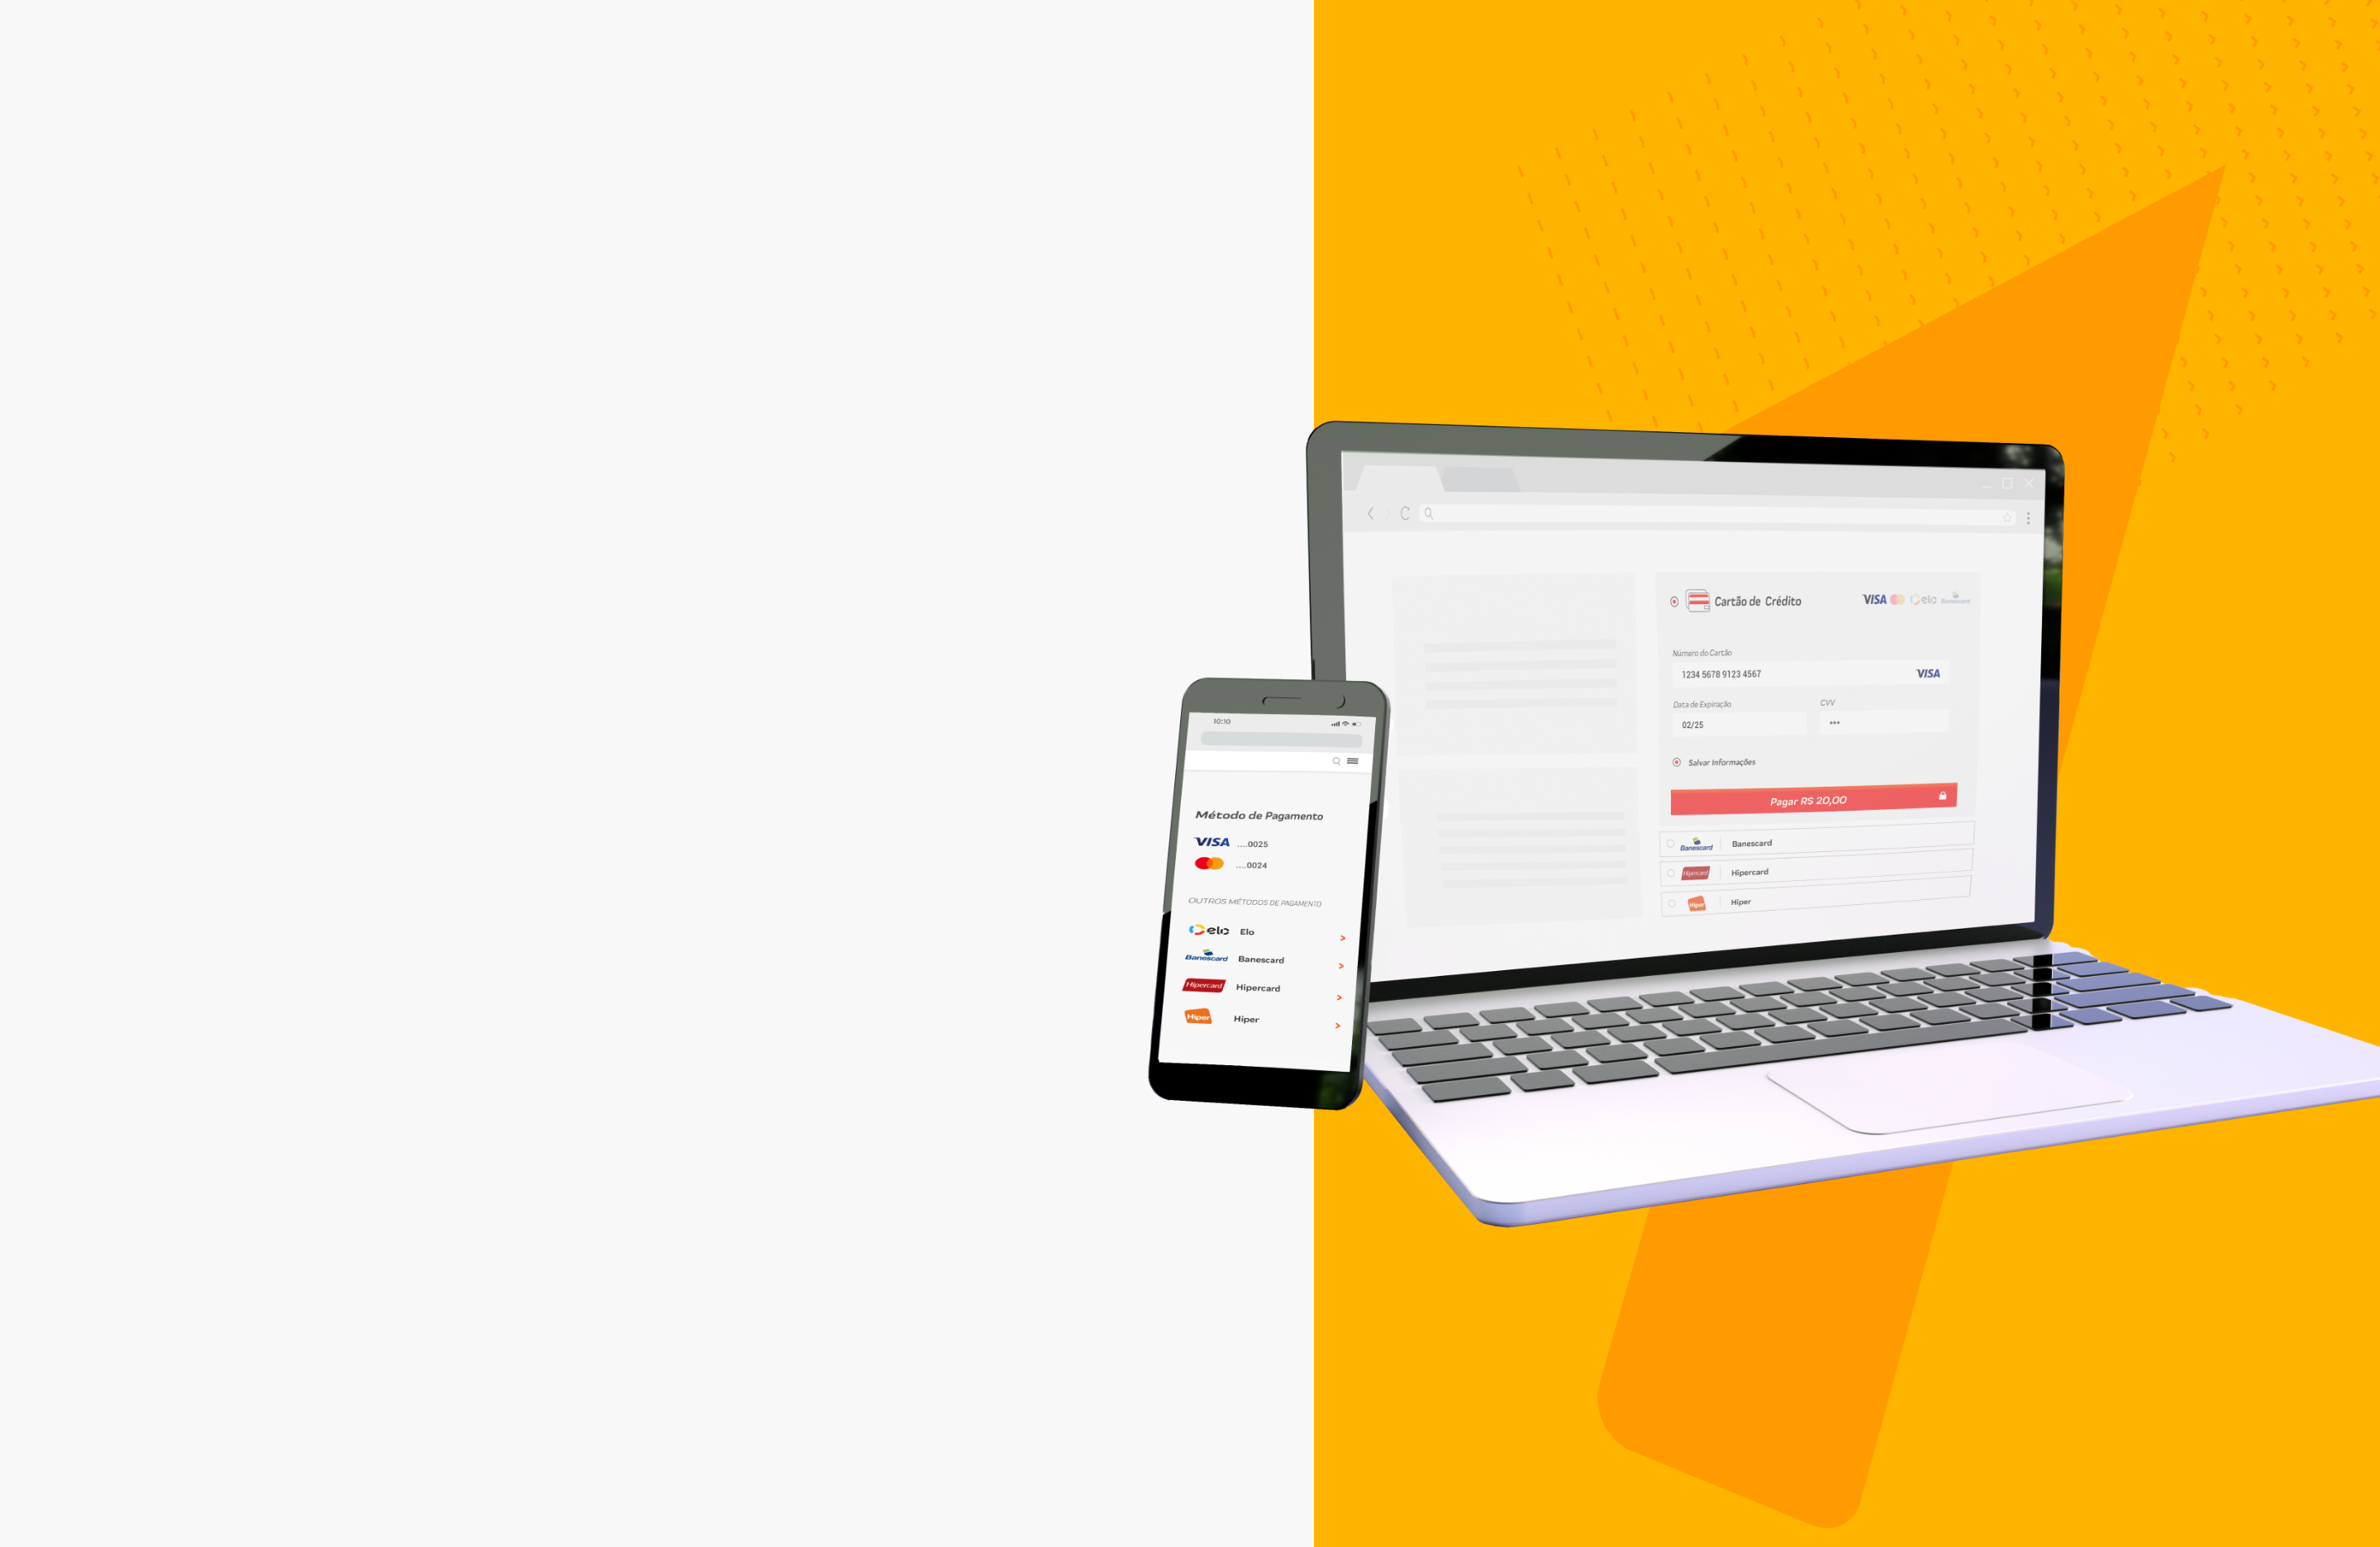 Cartão de Crédito
VISA elo Banescard
Número do Cartão
1234 5678 9123 4567 VISA
Data de Expiração CVV
02/25 ***
Salvar Informações
Pagar R$ 20,00
Banescard Banescard
Hipercard Hipercard
Hiper Hiper
10:10
Método de Pagamento
VISA ....0025
....0024
OUTROS MÉTODOS DE PAGAMENTO
elo Elo >
Banescard Banescard >
Hipercard Hipercard >
Hiper Hiper >